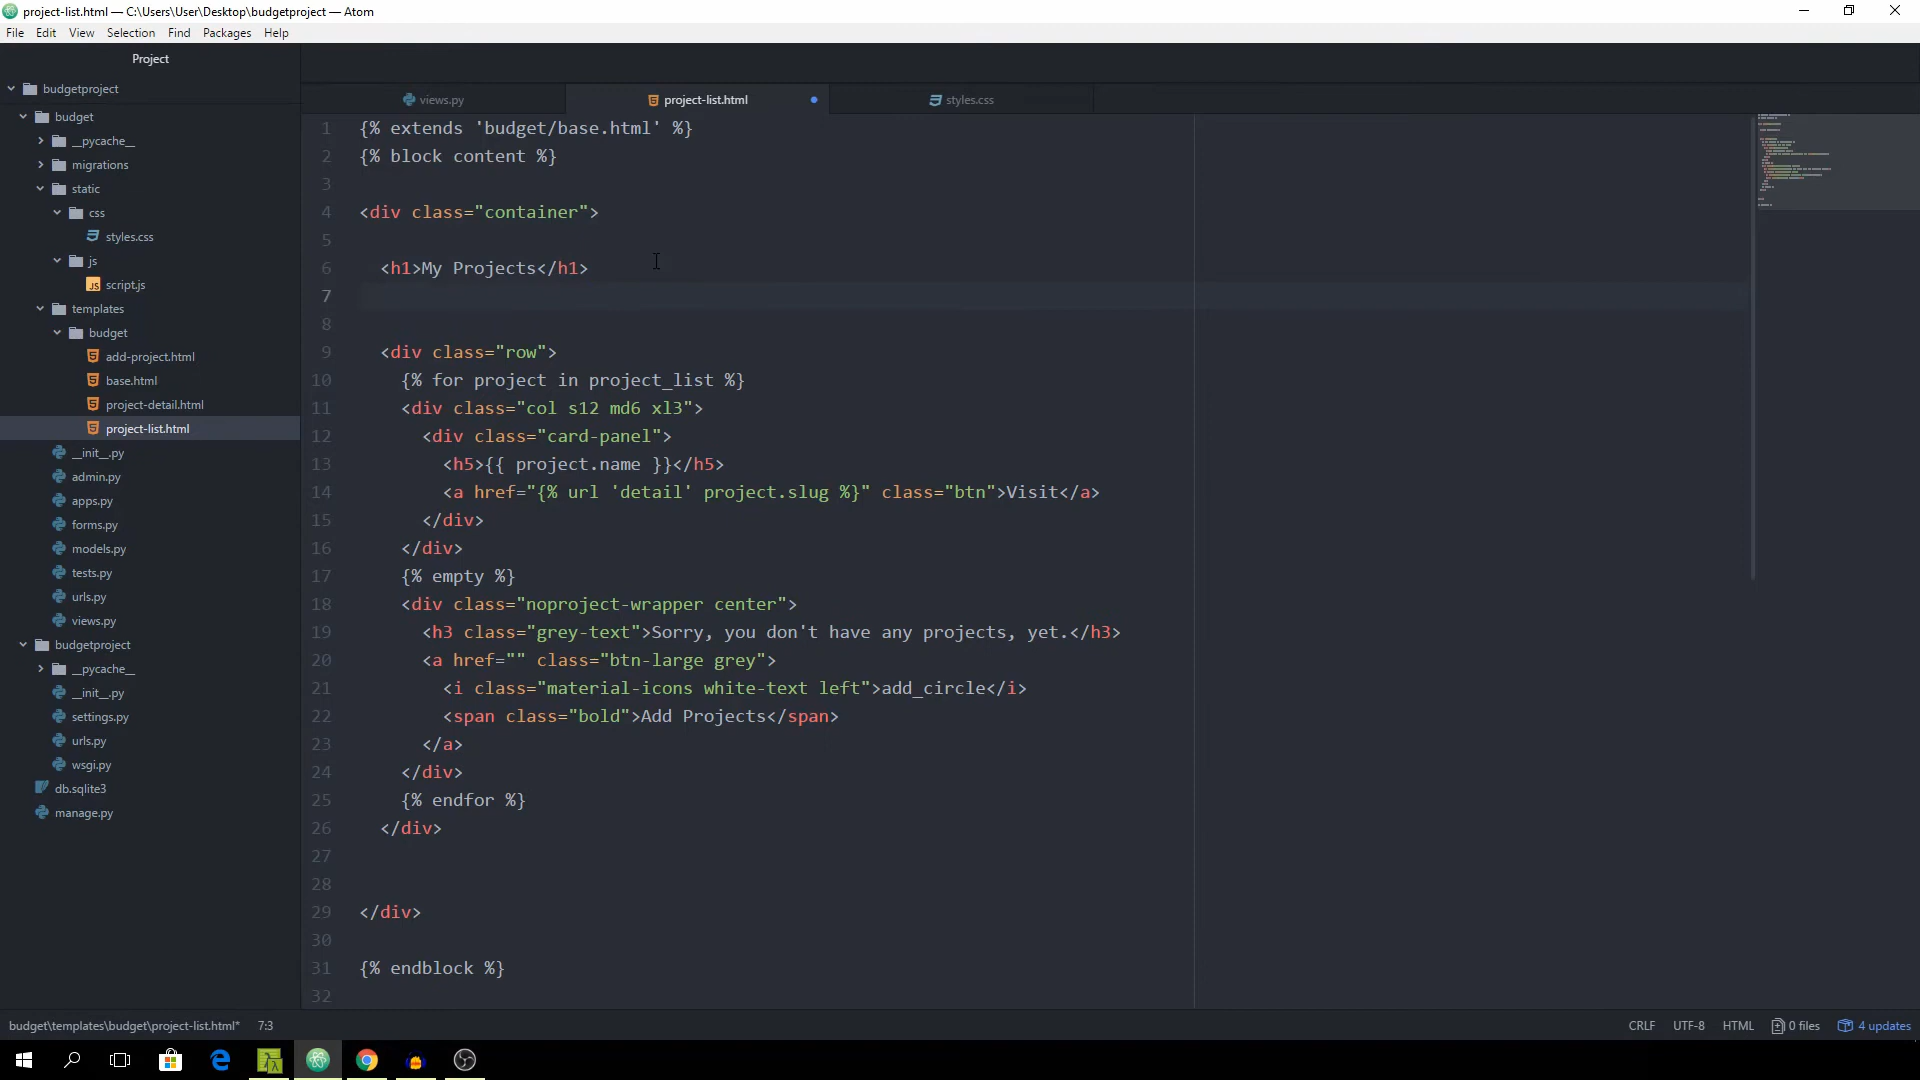 project-list.html — C:\Users\User\Desktop\budgetproject — Atom
File Edit View Selection Find Packages Help
Project
budgetproject
budget
__pycache__
migrations
static
css
styles.css
js
script.js
templates
budget
add-project.html
base.html
project-detail.html
project-list.html
__init__.py
admin.py
apps.py
forms.py
models.py
tests.py
urls.py
views.py
budgetproject
__pycache__
__init__.py
settings.py
urls.py
wsgi.py
db.sqlite3
manage.py
views.py project-list.html styles.css
1 {% extends 'budget/base.html' %}
2 {% block content %}
3
4 <div class="container">
5
6 <h1>My Projects</h1>
7
8
9 <div class="row">
10 {% for project in project_list %}
11 <div class="col s12 md6 xl3">
12 <div class="card-panel">
13 <h5>{{ project.name }}</h5>
14 <a href="{% url 'detail' project.slug %}" class="btn">Visit</a>
15 </div>
16 </div>
17 {% empty %}
18 <div class="noproject-wrapper center">
19 <h3 class="grey-text">Sorry, you don't have any projects, yet.</h3>
20 <a href="" class="btn-large grey">
21 <i class="material-icons white-text left">add_circle</i>
22 <span class="bold">Add Projects</span>
23 </a>
24 </div>
25 {% endfor %}
26 </div>
27
28
29 </div>
30
31 {% endblock %}
32
budget\templates\budget\project-list.html* 7:3 CRLF UTF-8 HTML 0 files 4 updates